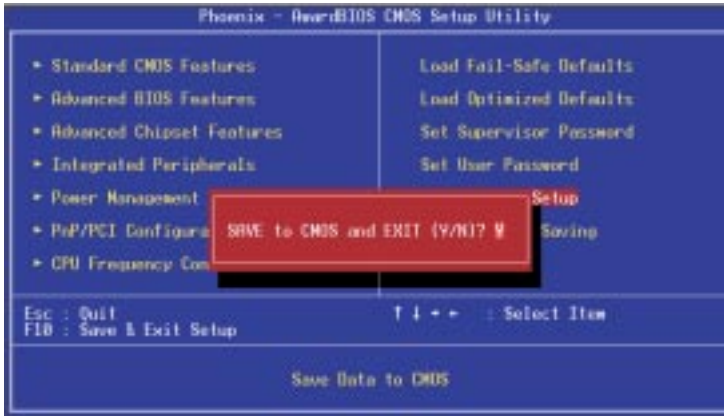 Phoenix - AwardBIOS CMOS Setup Utility
► Standard CMOS Features
► Advanced BIOS Features
► Advanced Chipset Features
► Integrated Peripherals
► Power Management
► PnP/PCI Configura
► CPU Frequency Con
Load Fail-Safe Defaults
Load Optimized Defaults
Set Supervisor Password
Set User Password
Setup
Saving
SAVE to CMOS and EXIT (Y/N)? Y
Esc : Quit
F10 : Save & Exit Setup
↑ ↓ → ← : Select Item
Save Data to CMOS